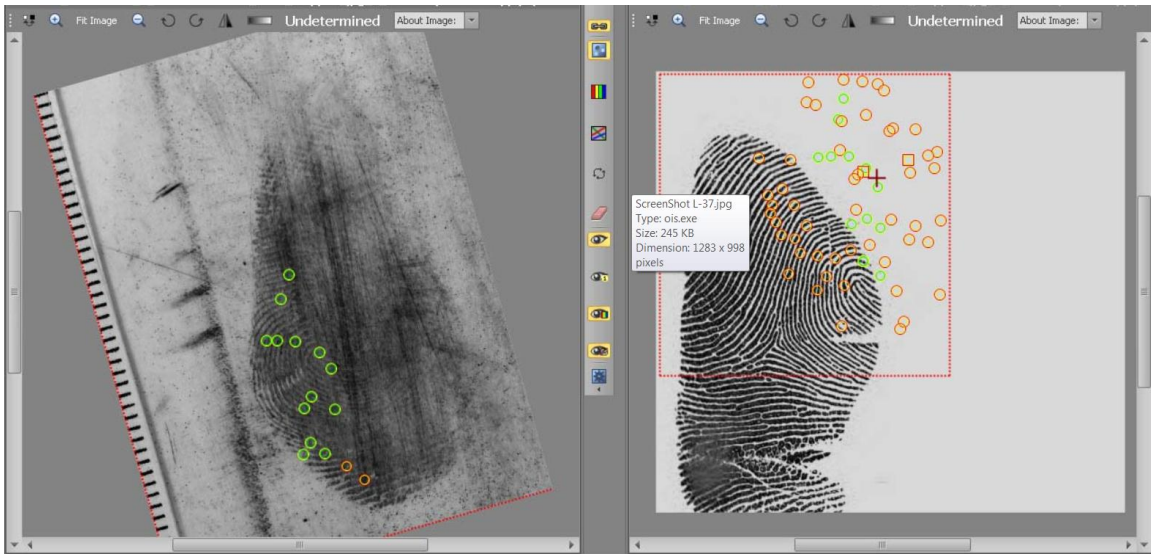 Fit Image
Undetermined
About Image:
Fit Image
Undetermined
About Image:
ScreenShot L-37.jpg
Type: ois.exe
Size: 245 KB
Dimension: 1283 x 998
pixels